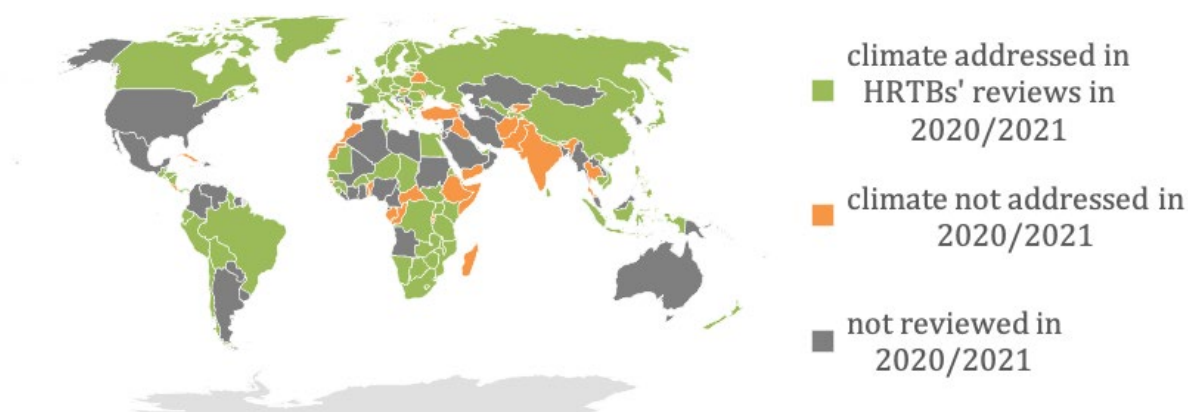 climate addressed in
HRTBs' reviews in
2020/2021
climate not addressed in
2020/2021
not reviewed in
2020/2021